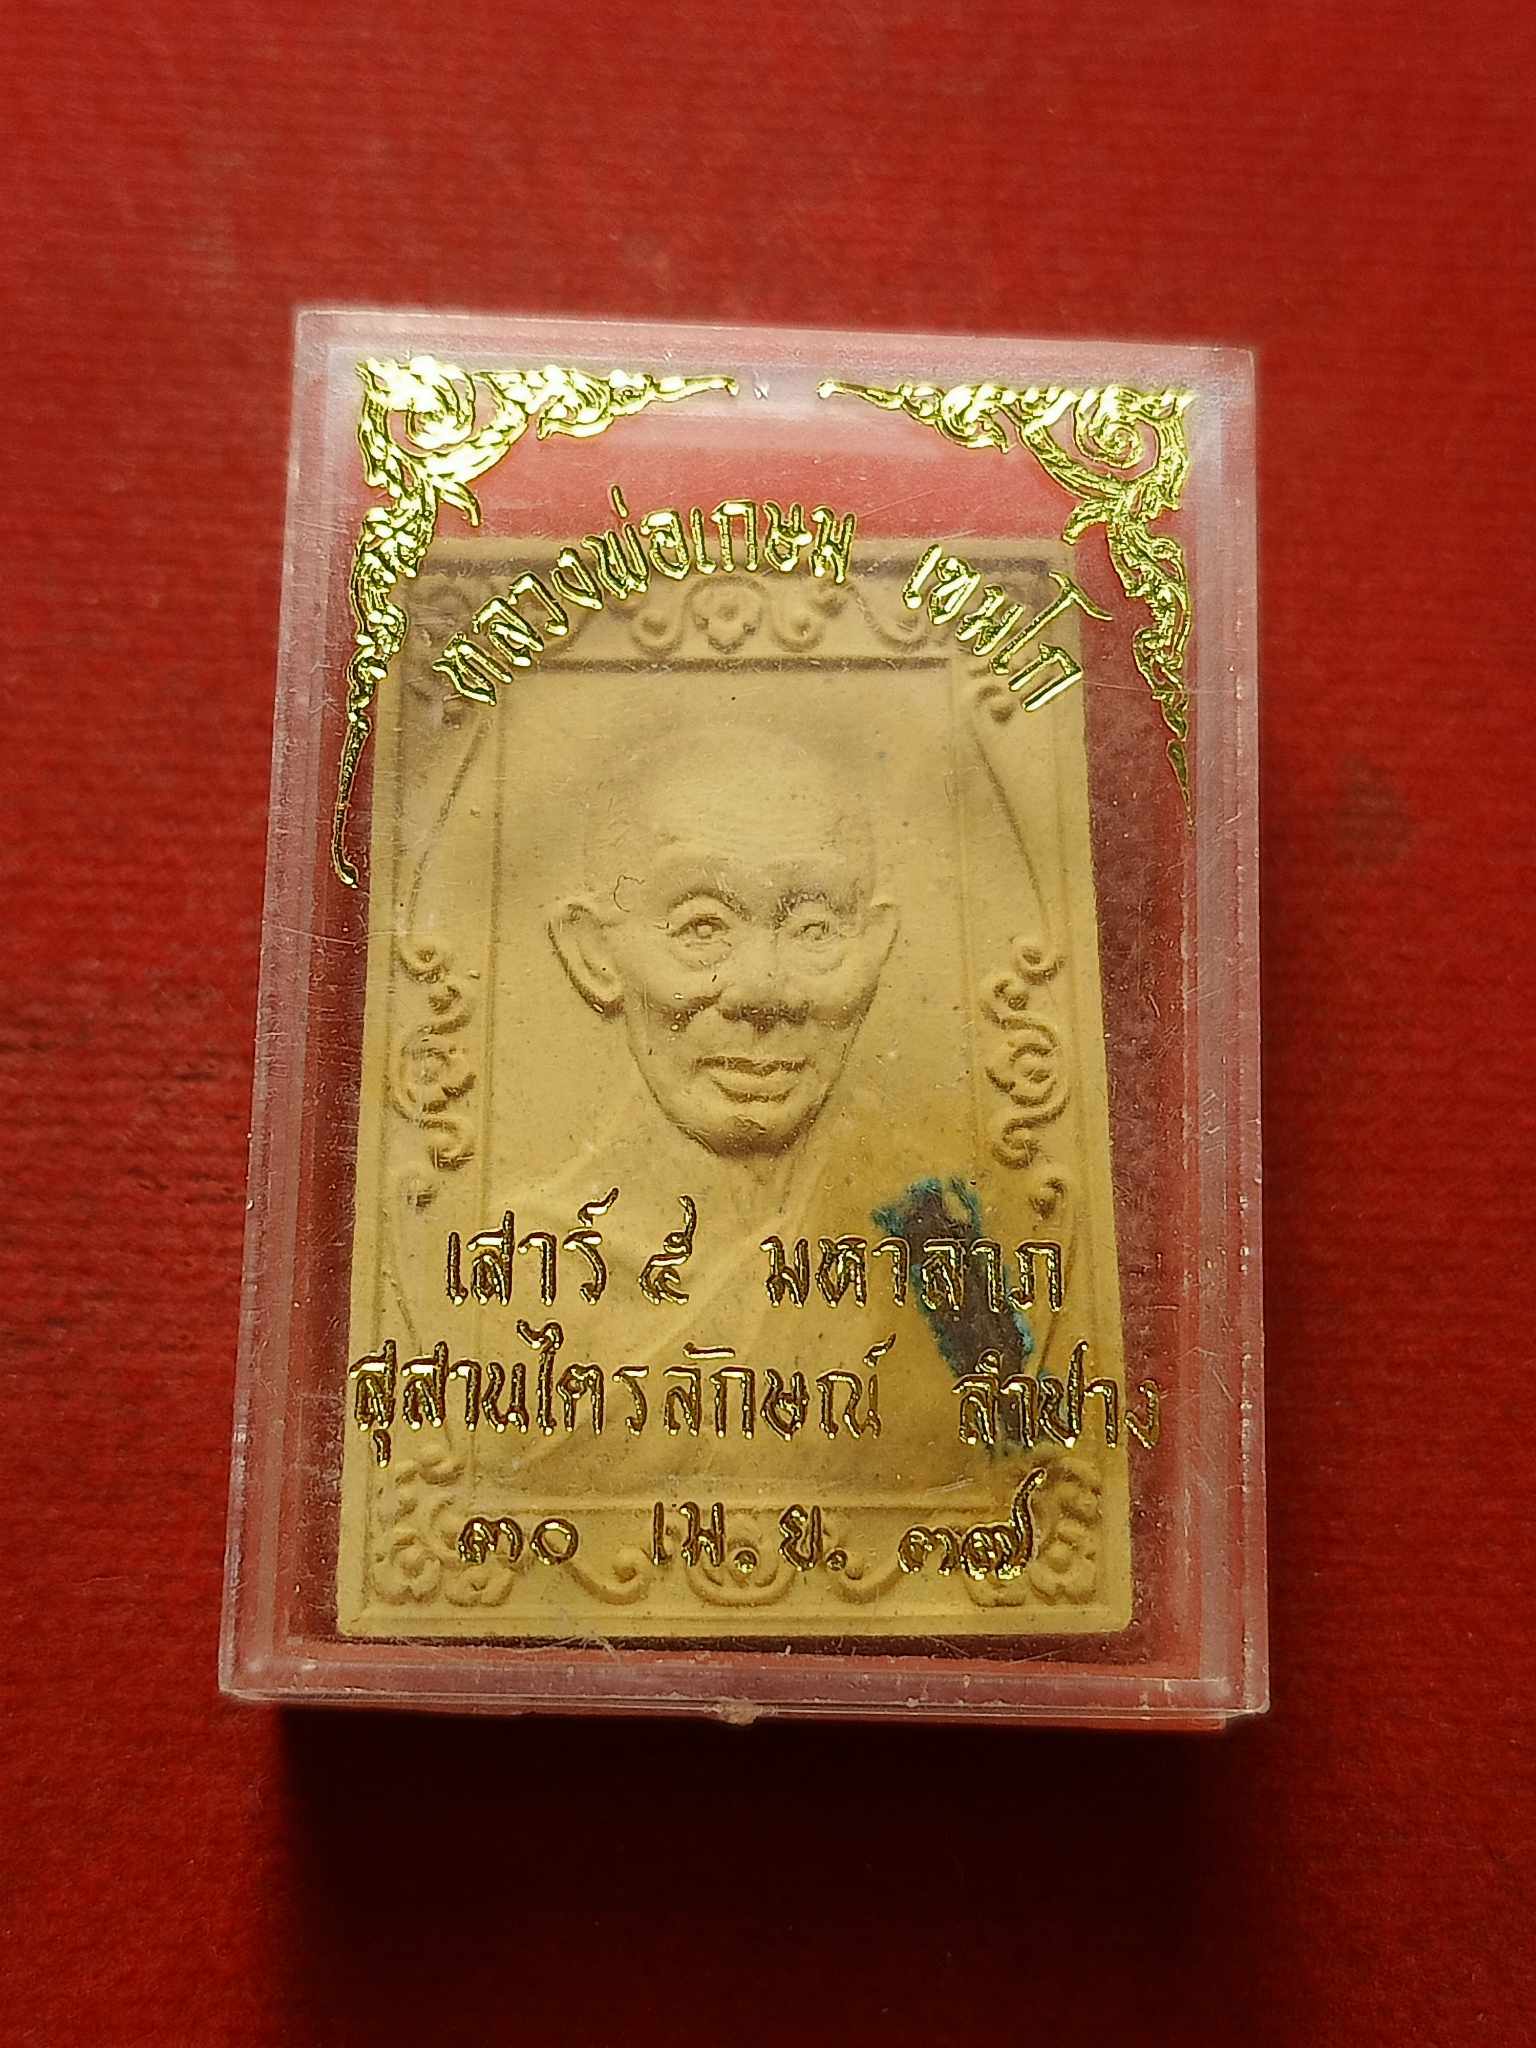 หลวงพ่อเกษม เขมโก
เสาร์ ๕ มหาลาภ
สุสานไตรลักษณ์ ลำปาง
๓๐ เม.ย. ๓๗